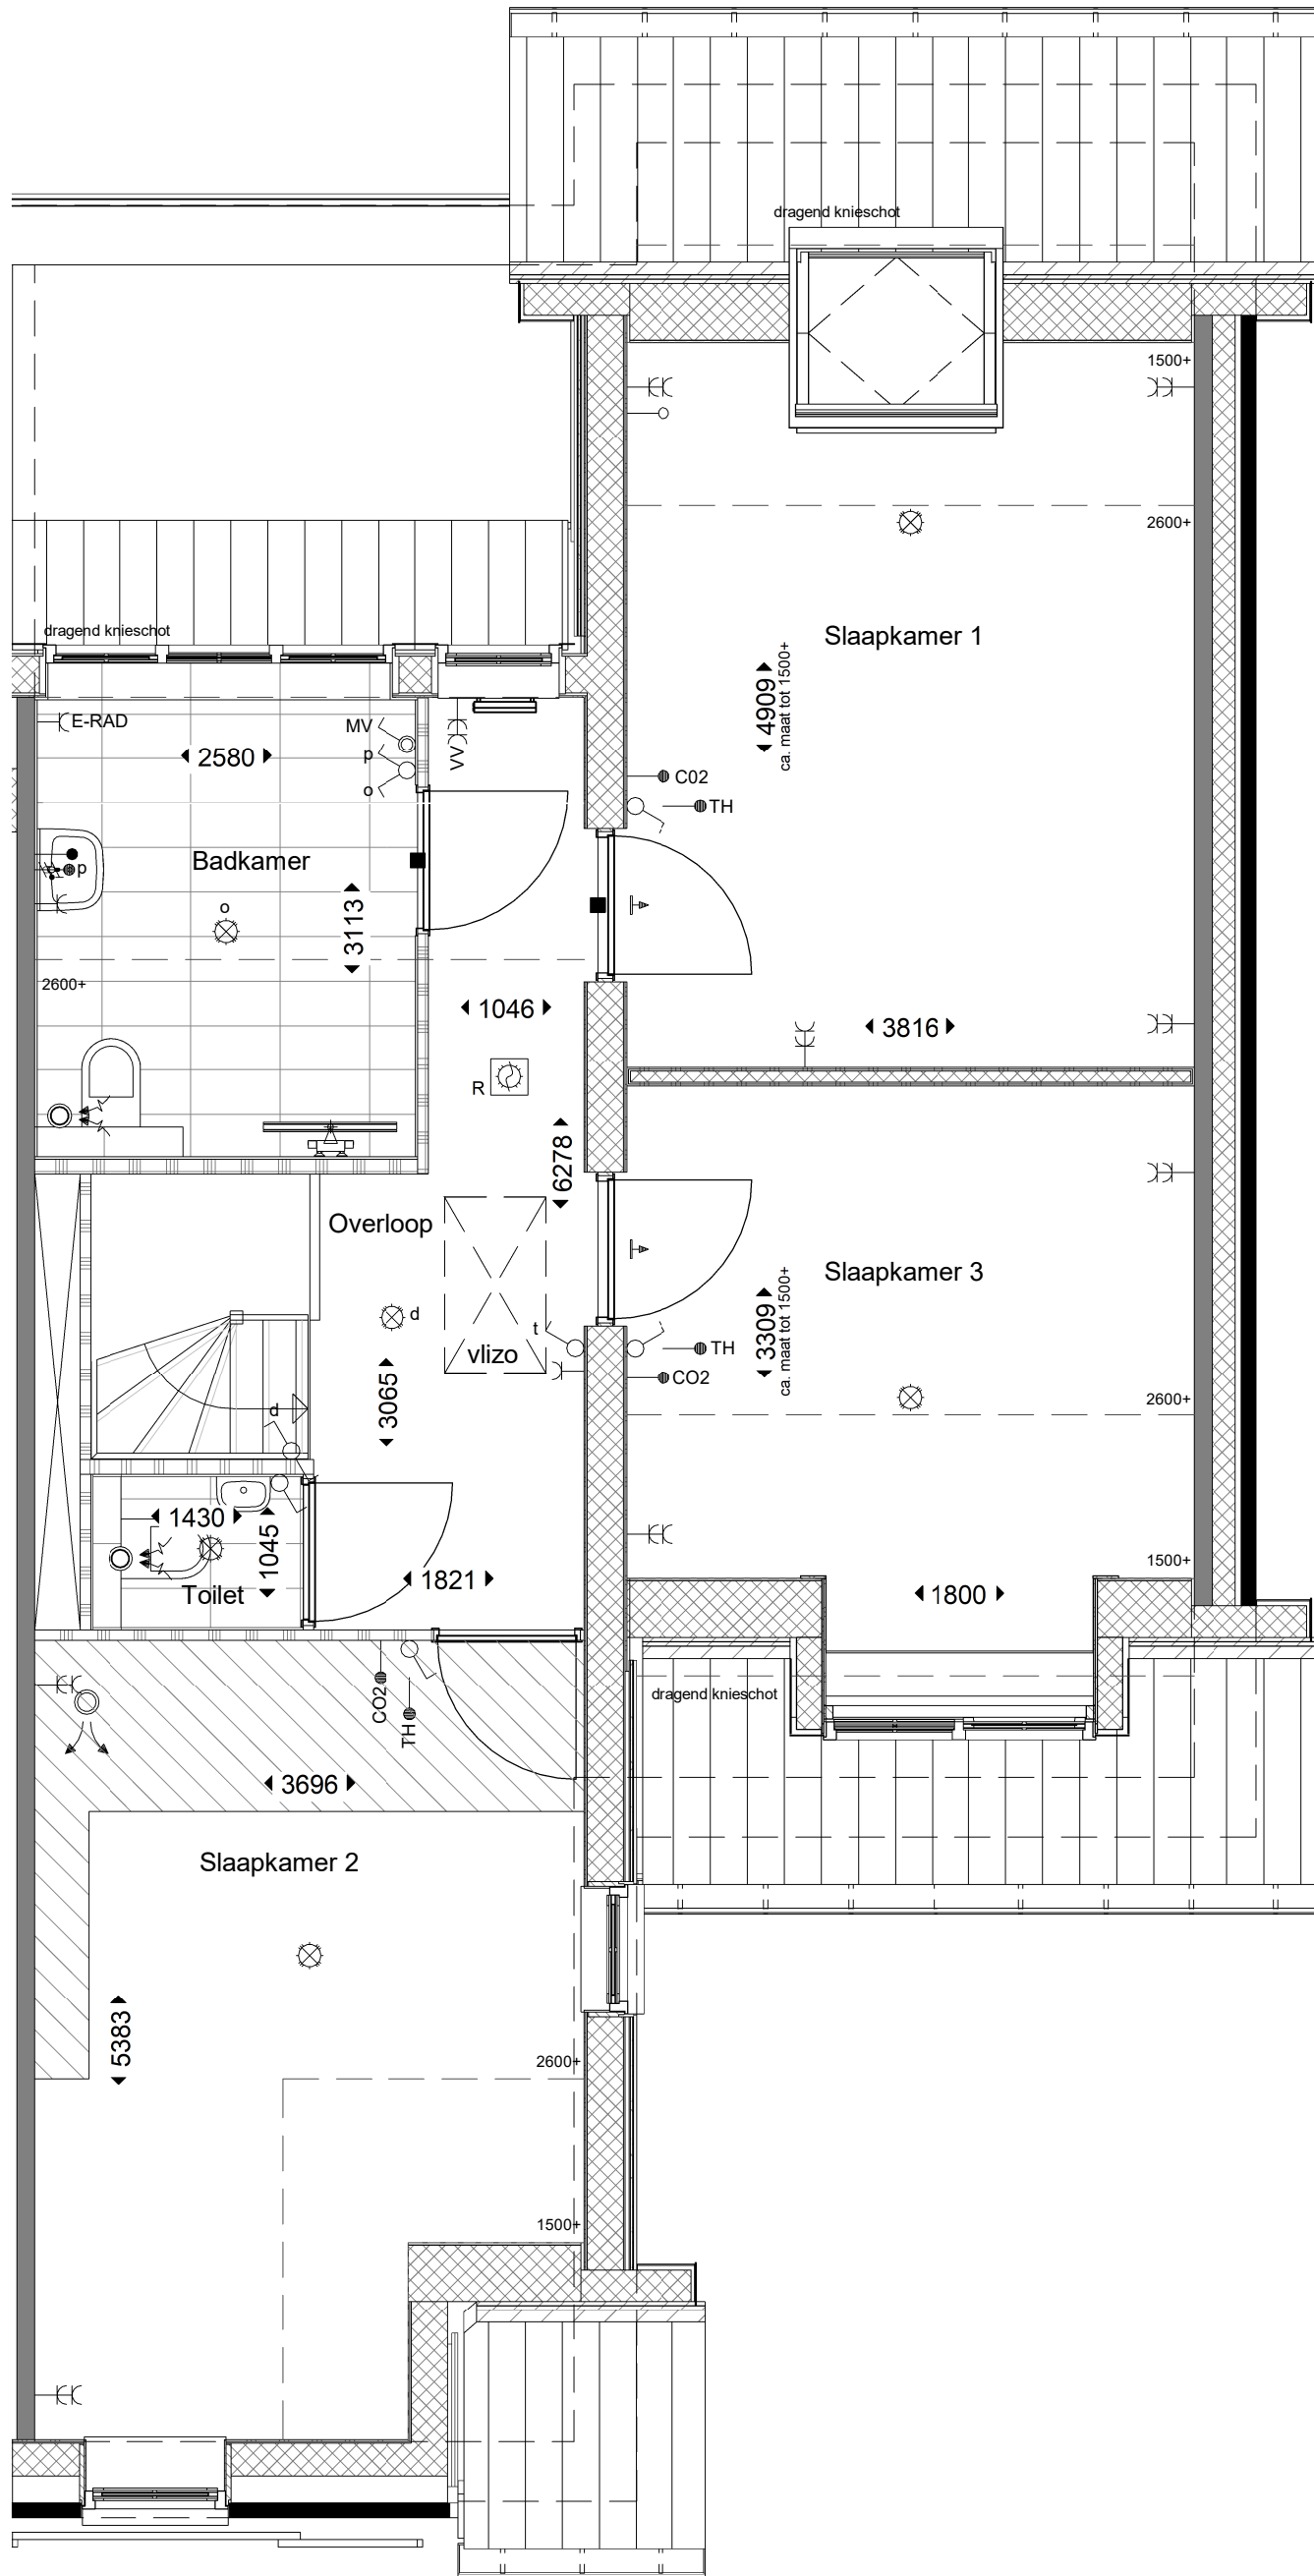 dragend knieschot
1500+
2600+
Slaapkamer 1
dragend knieschot
4909
ca. maat tot 1500+
E-RAD
MV
VV
2580
p
o
C02
TH
Badkamer
p
o
3113
2600+
1046
3816
R
6278
Overloop
Slaapkamer 3
d
t
vlizo
TH
CO2
3309
ca. maat tot 1500+
3065
2600+
d
1430
1045
Toilet
1821
1500+
1800
CO2
TH
dragend knieschot
3696
Slaapkamer 2
5383
2600+
1500+